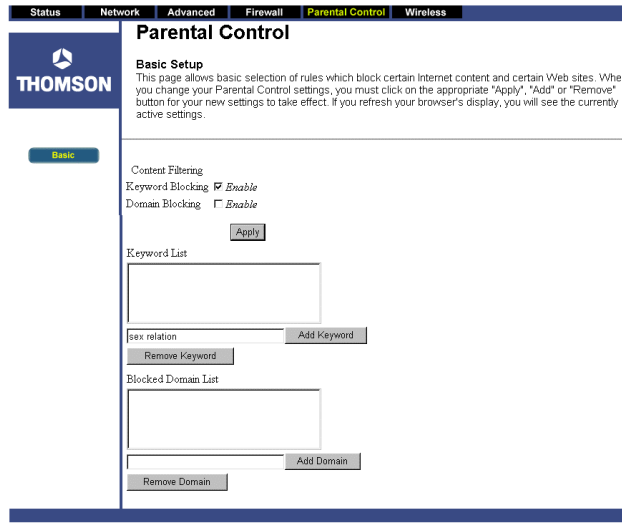 Status Network Advanced Firewall Parental Control Wireless
Parental Control
THOMSON
Basic Setup
This page allows basic selection of rules which block certain Internet content and certain Web sites. Whe
you change your Parental Control settings, you must click on the appropriate "Apply", "Add" or "Remove"
button for your new settings to take effect. If you refresh your browser's display, you will see the currently
active settings.
Basic
Content Filtering
Keyword Blocking Enable
Domain Blocking Enable
Apply
Keyword List
sex relation Add Keyword
Remove Keyword
Blocked Domain List
Add Domain
Remove Domain